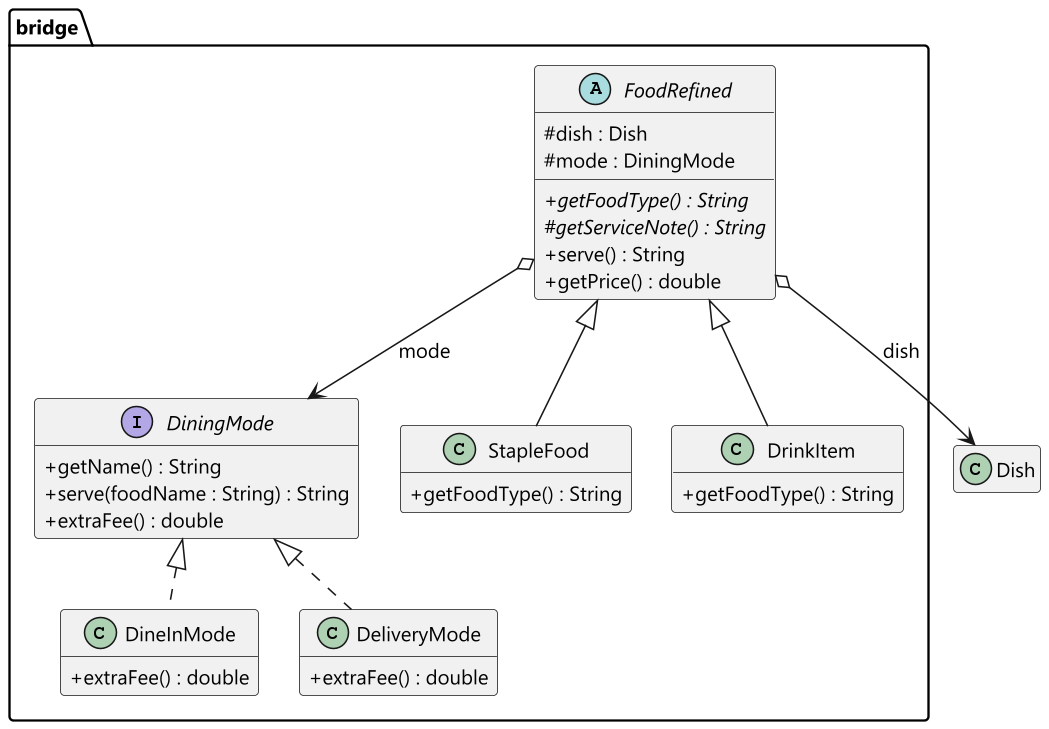 bridge
A FoodRefined
#dish : Dish
#mode : DiningMode
+getFoodType() : String
#getServiceNote() : String
+serve() : String
+getPrice() : double
mode
dish
I DiningMode
+getName() : String
+serve(foodName : String) : String
+extraFee() : double
C StapleFood
+getFoodType() : String
C DrinkItem
+getFoodType() : String
C Dish
C DineInMode
+extraFee() : double
C DeliveryMode
+extraFee() : double